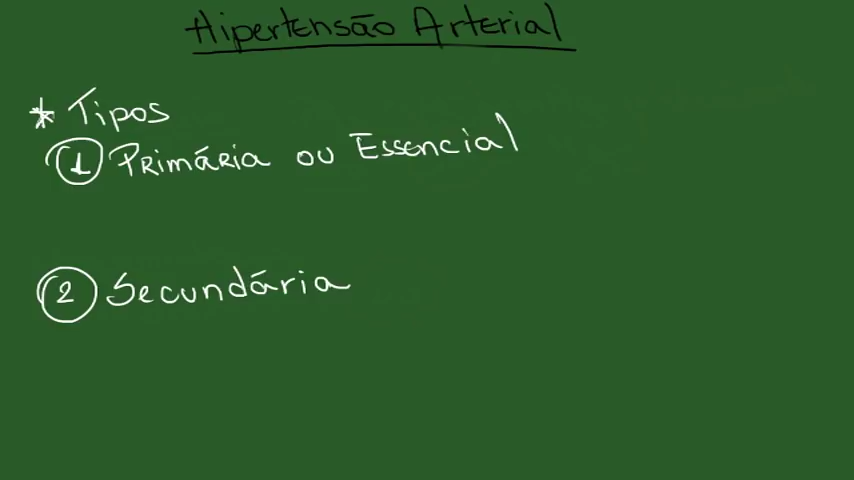 Hipertensão Arterial
* Tipos
1 Primária ou Essencial
2 Secundária